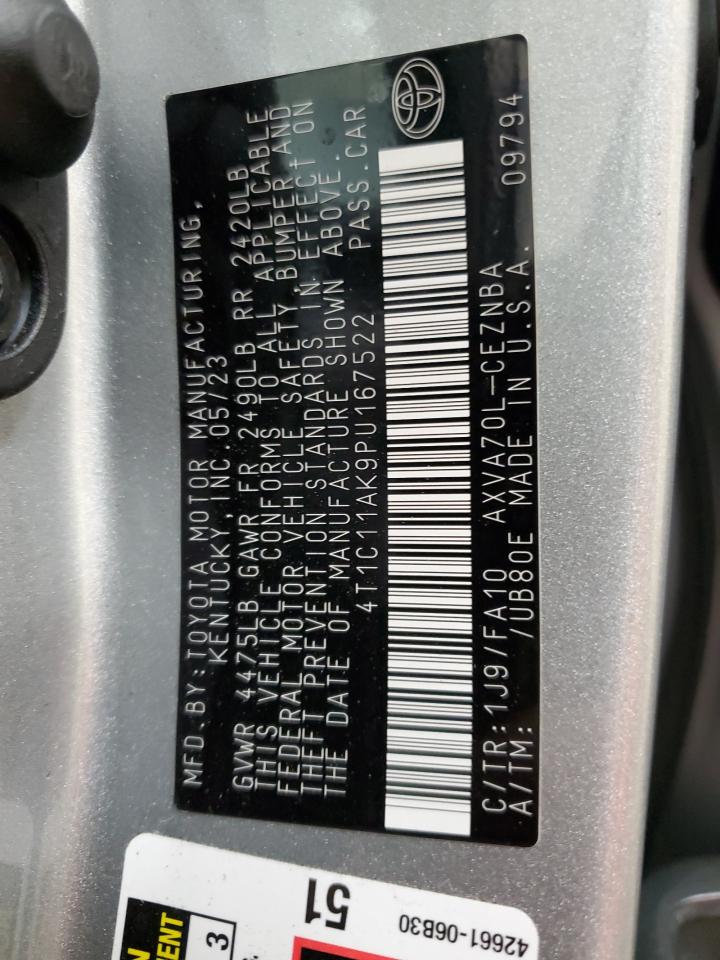 MFD.BY:TOYOTA MOTOR MANUFACTURING,
KENTUCKY,INC 05/23
GVWR 4475LB GAWR FR 2490LB RR 2420LB
THIS VEHICLE CONFORMS TO ALL APPLICABLE
FEDERAL MOTOR VEHICLE SAFETY,BUMPER AND
THEFT PREVENTION STANDARDS IN EFFECT ON
THE DATE OF MANUFACTURE SHOWN ABOVE.
4T1C11AK9PU167522 PASS.CAR
C/TR:1J9/FA10 AXVA70L-CEZNBA
A/TM: /UB80E MADE IN U.S.A. 09794
51
42661-06B30
3